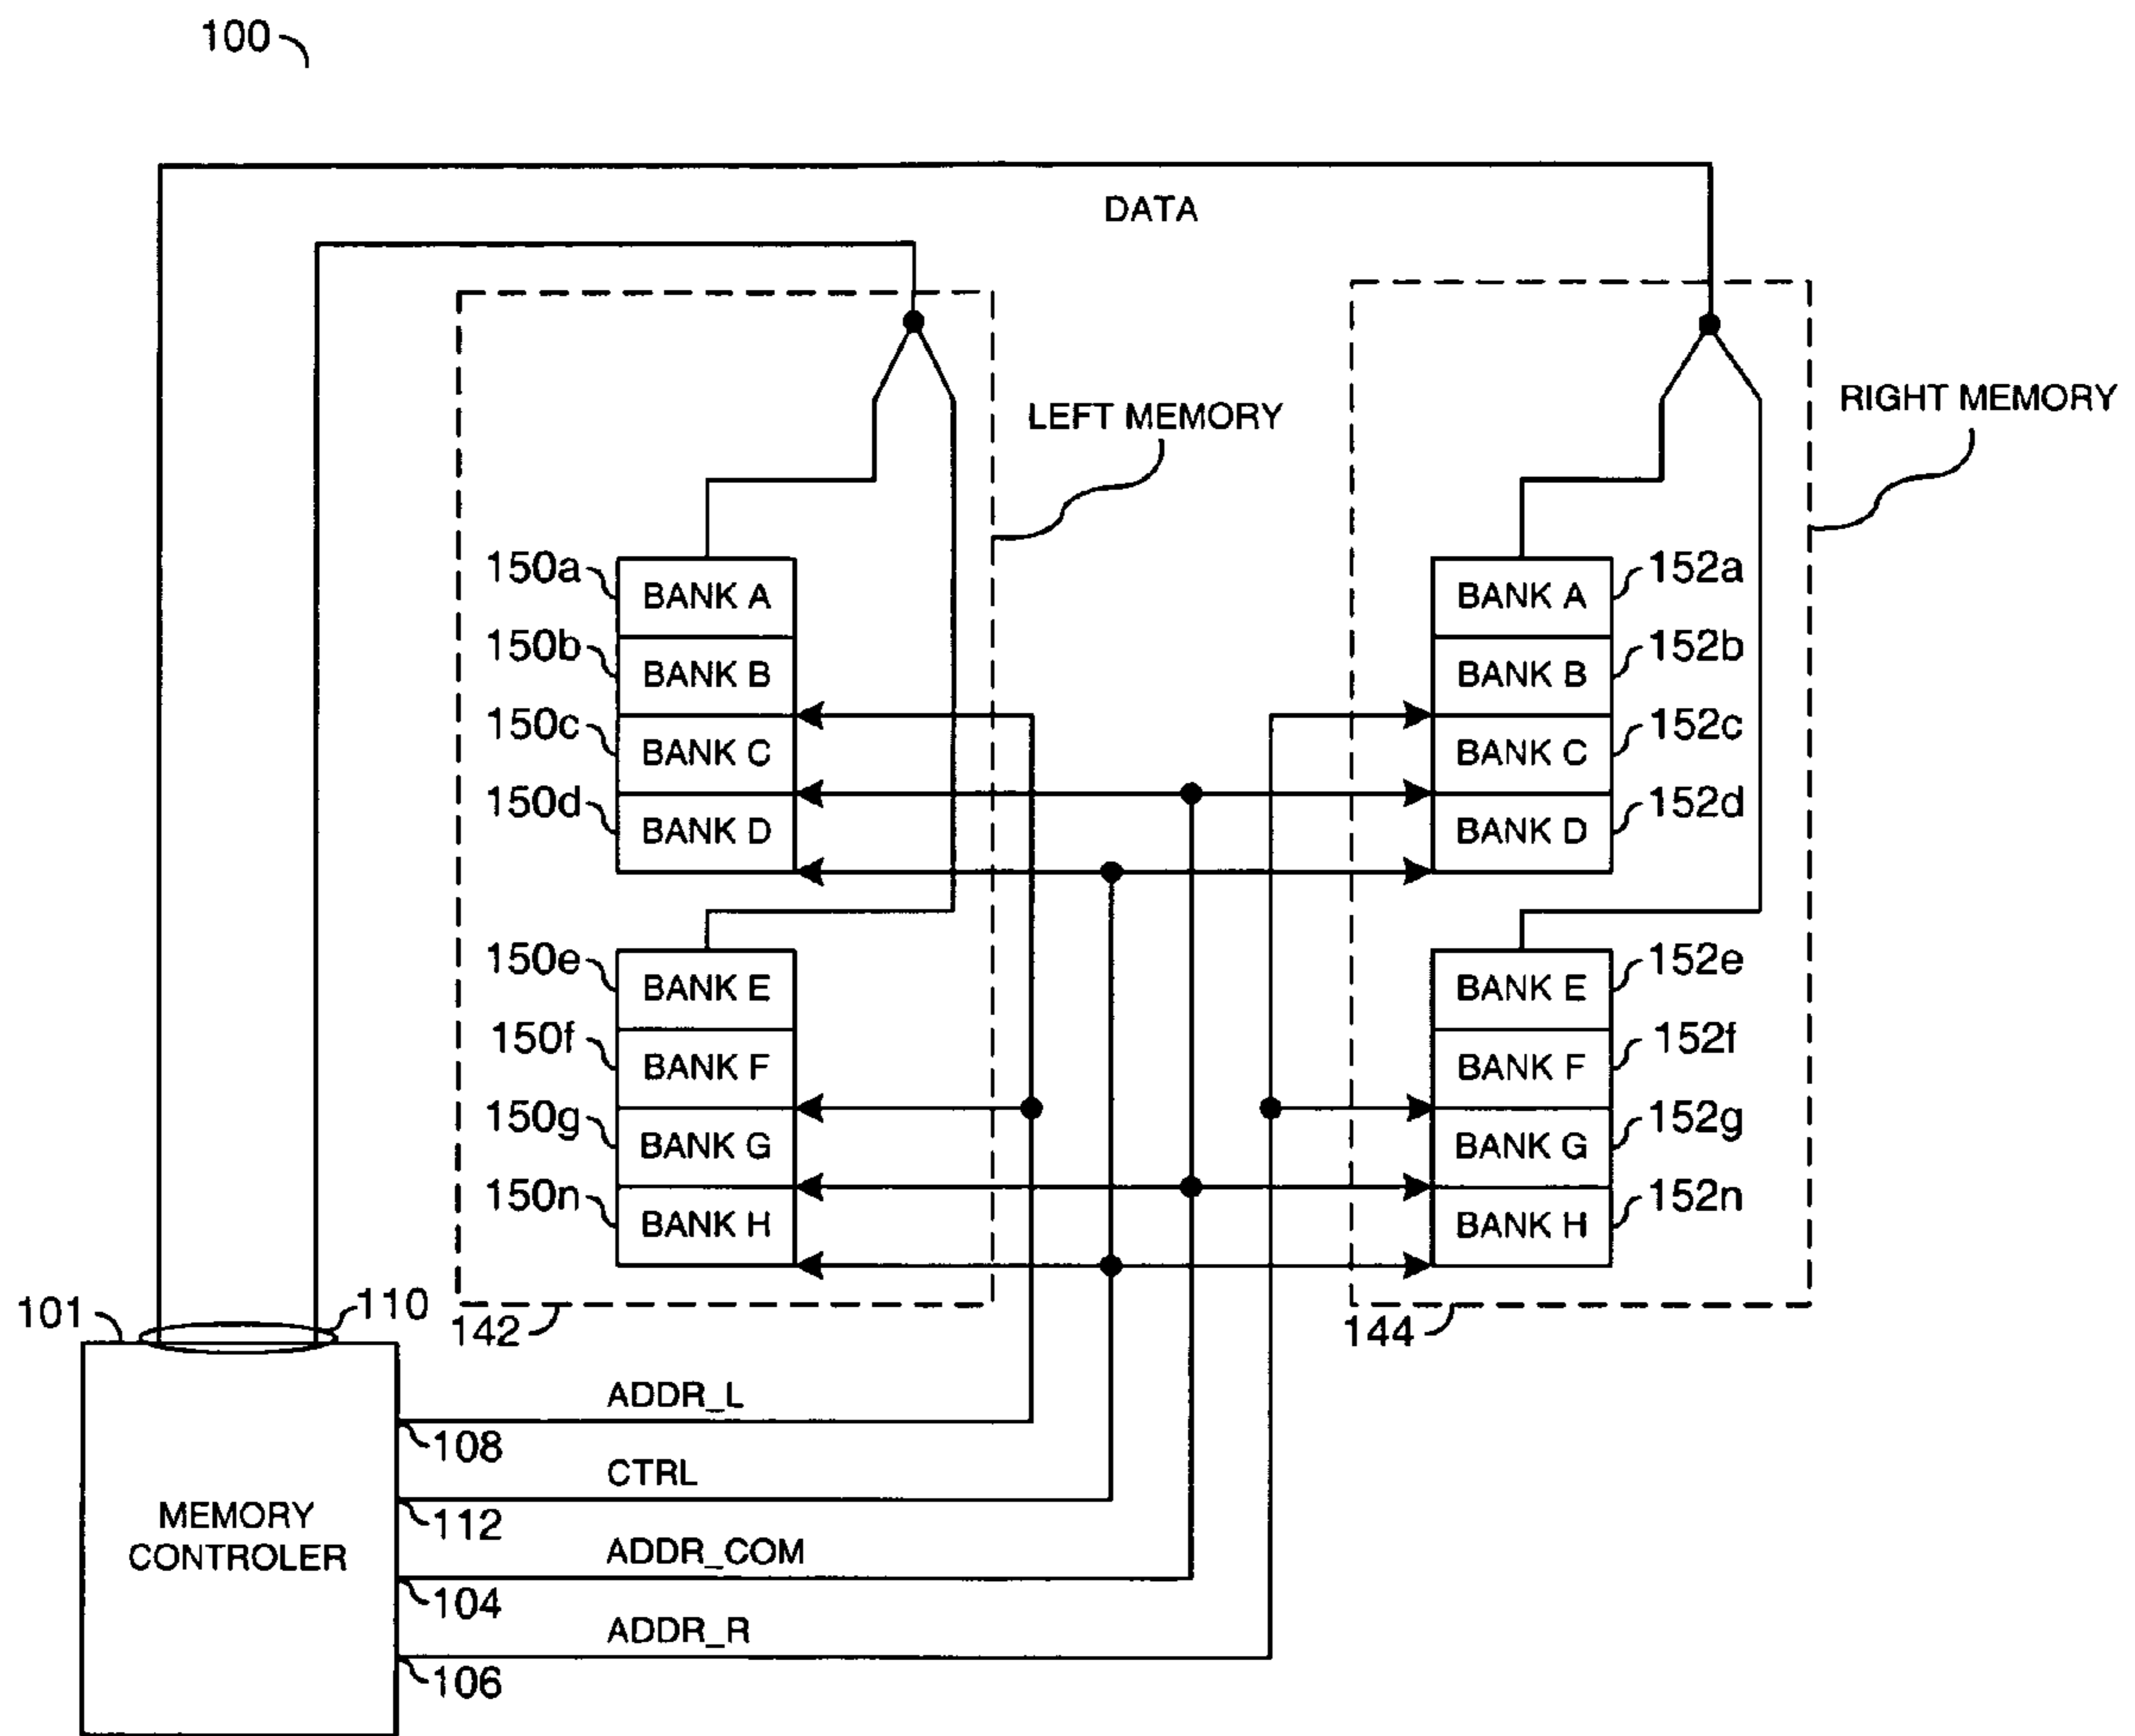 100
DATA
LEFT MEMORY
RIGHT MEMORY
150a
BANK A
150b
BANK B
150c
BANK C
150d
BANK D
150e
BANK E
150f
BANK F
150g
BANK G
150n
BANK H
142
BANK A
152a
BANK B
152b
BANK C
152c
BANK D
152d
BANK E
152e
BANK F
152f
BANK G
152g
BANK H
152n
144
101
110
MEMORY
CONTROLER
ADDR_L
108
CTRL
112
ADDR_COM
104
ADDR_R
106